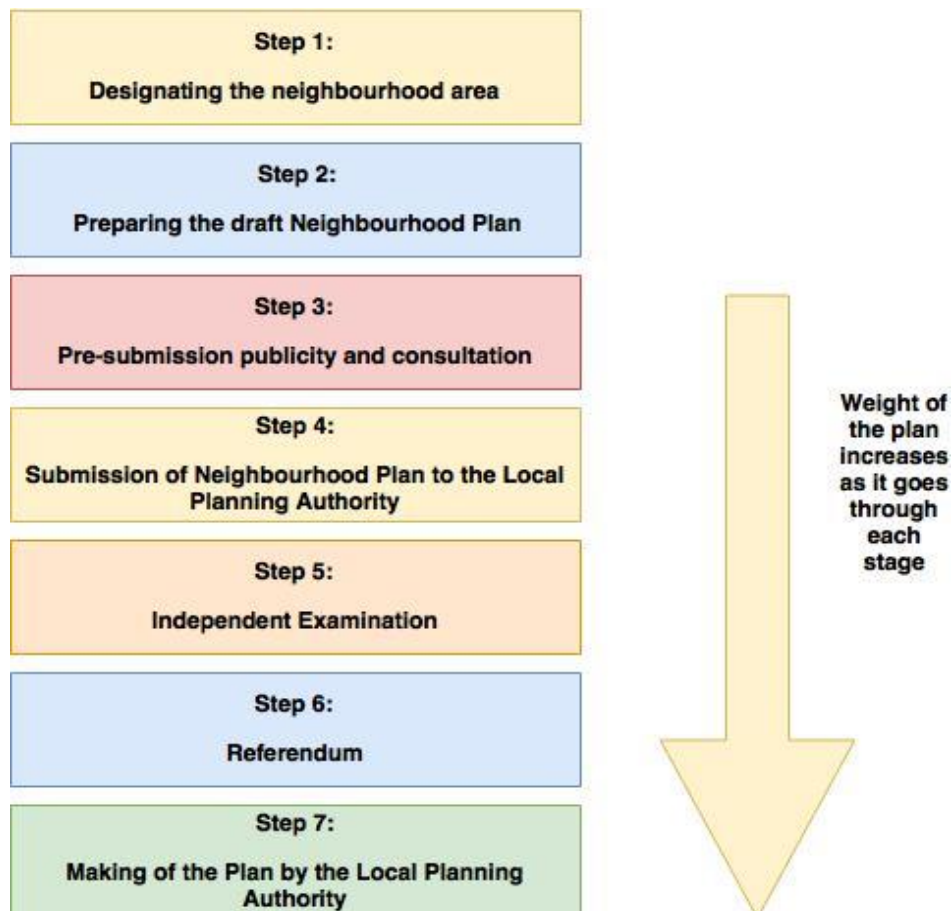 Step 1:
Designating the neighbourhood area
Step 2:
Preparing the draft Neighbourhood Plan
Step 3:
Pre-submission publicity and consultation
Step 4:
Submission of Neighbourhood Plan to the Local
Planning Authority
Step 5:
Independent Examination
Step 6:
Referendum
Step 7:
Making of the Plan by the Local Planning
Authority
Weight of
the plan
increases
as it goes
through
each
stage